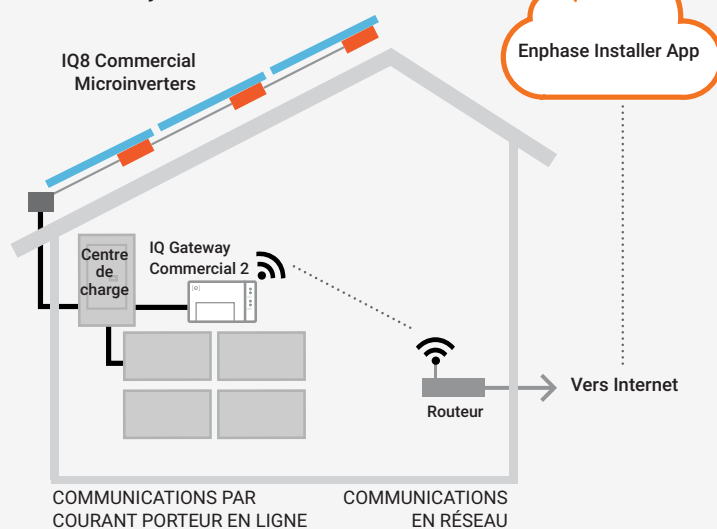 IQ8 Commercial
Microinverters
Enphase Installer App
Centre
de
charge
IQ Gateway
Commercial 2
Routeur
Vers Internet
COMMUNICATIONS PAR
COURANT PORTEUR EN LIGNE
COMMUNICATIONS
EN RÉSEAU